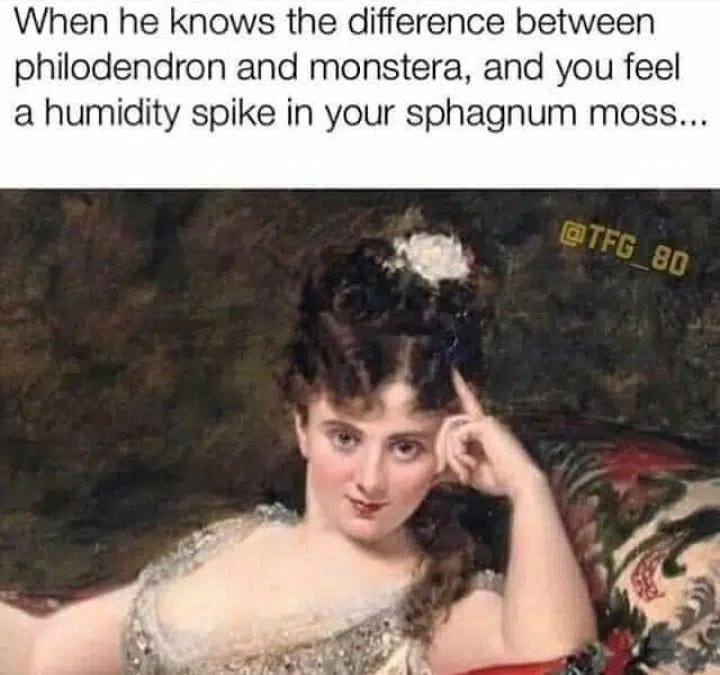 When he knows the difference between
philodendron and monstera, and you feel
a humidity spike in your sphagnum moss...
@TFG_80